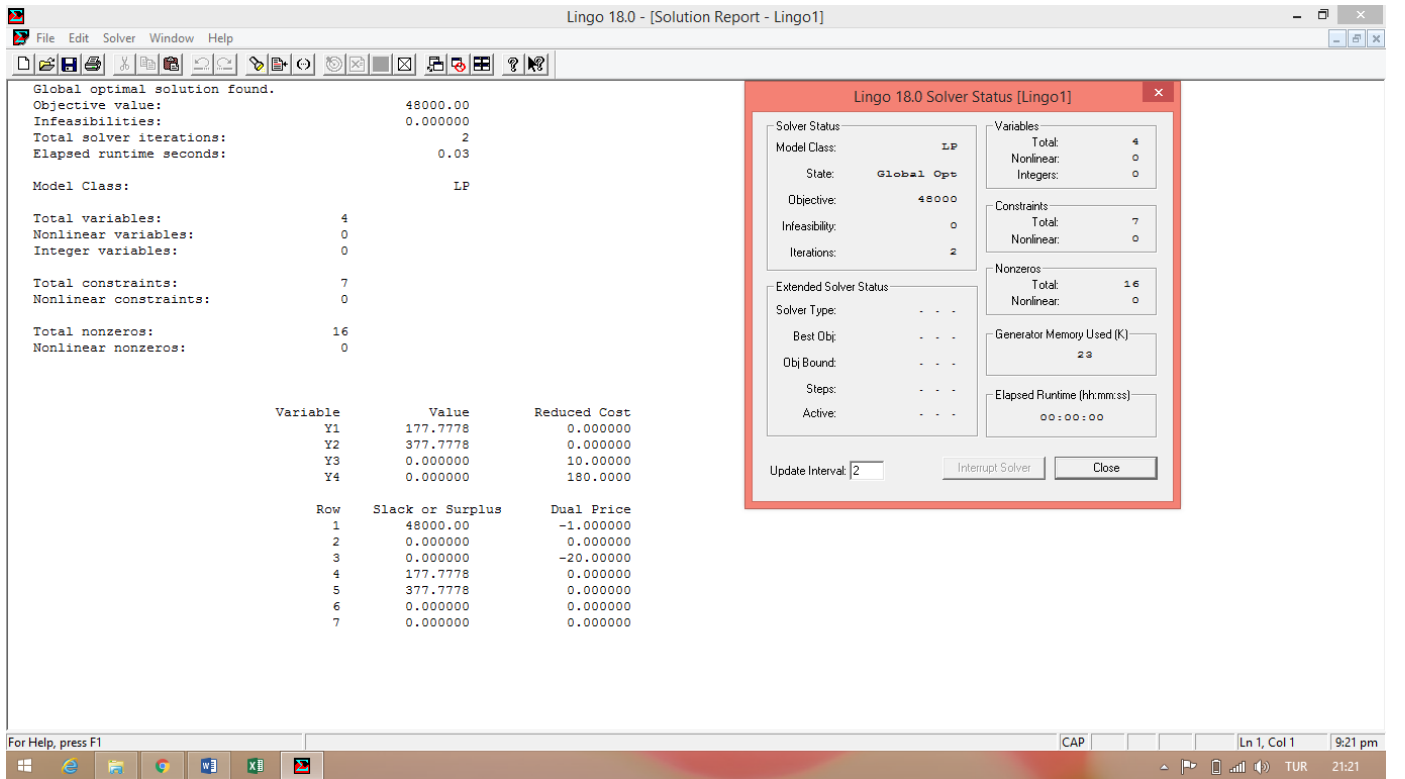 Lingo 18.0 - [Solution Report - Lingo1]
File Edit Solver Window Help
Global optimal solution found.
Objective value: 48000.00
Infeasibilities: 0.000000
Total solver iterations: 2
Elapsed runtime seconds: 0.03
Model Class: LP
Total variables: 4
Nonlinear variables: 0
Integer variables: 0
Total constraints: 7
Nonlinear constraints: 0
Total nonzeros: 16
Nonlinear nonzeros: 0
Variable Value Reduced Cost
Y1 177.7778 0.000000
Y2 377.7778 0.000000
Y3 0.000000 10.00000
Y4 0.000000 180.0000
Row Slack or Surplus Dual Price
1 48000.00 -1.000000
2 0.000000 0.000000
3 0.000000 -20.00000
4 177.7778 0.000000
5 377.7778 0.000000
6 0.000000 0.000000
7 0.000000 0.000000
Lingo 18.0 Solver Status [Lingo1]
Solver Status
Model Class: LP
State: Global Opt
Objective: 48000
Infeasibility: 0
Iterations: 2
Extended Solver Status
Solver Type: - - -
Best Obj: - - -
Obj Bound: - - -
Steps: - - -
Active: - - -
Variables
Total: 4
Nonlinear: 0
Integers: 0
Constraints
Total: 7
Nonlinear: 0
Nonzeros
Total: 16
Nonlinear: 0
Generator Memory Used (K)
23
Elapsed Runtime (hh:mm:ss)
00:00:00
Update Interval: 2
Interrupt Solver
Close
For Help, press F1
CAP
Ln 1, Col 1
9:21 pm
TUR
21:21